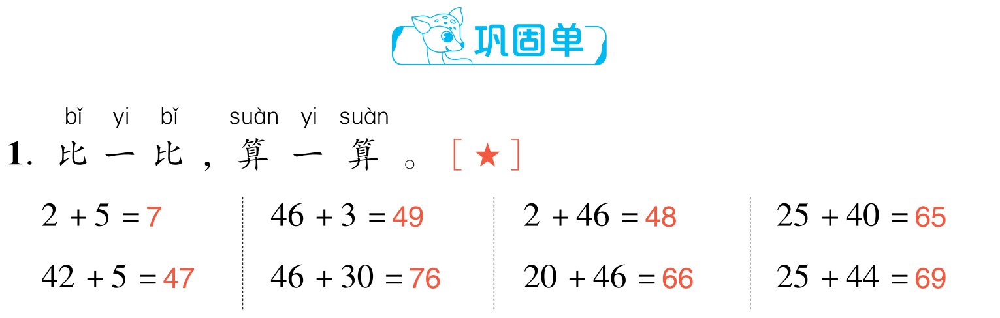 巩固单
bǐ yi bǐ suàn yi suàn
1. 比一比，算一算。[★]
2 + 5 = 7 46 + 3 = 49 2 + 46 = 48 25 + 40 = 65
42 + 5 = 47 46 + 30 = 76 20 + 46 = 66 25 + 44 = 69